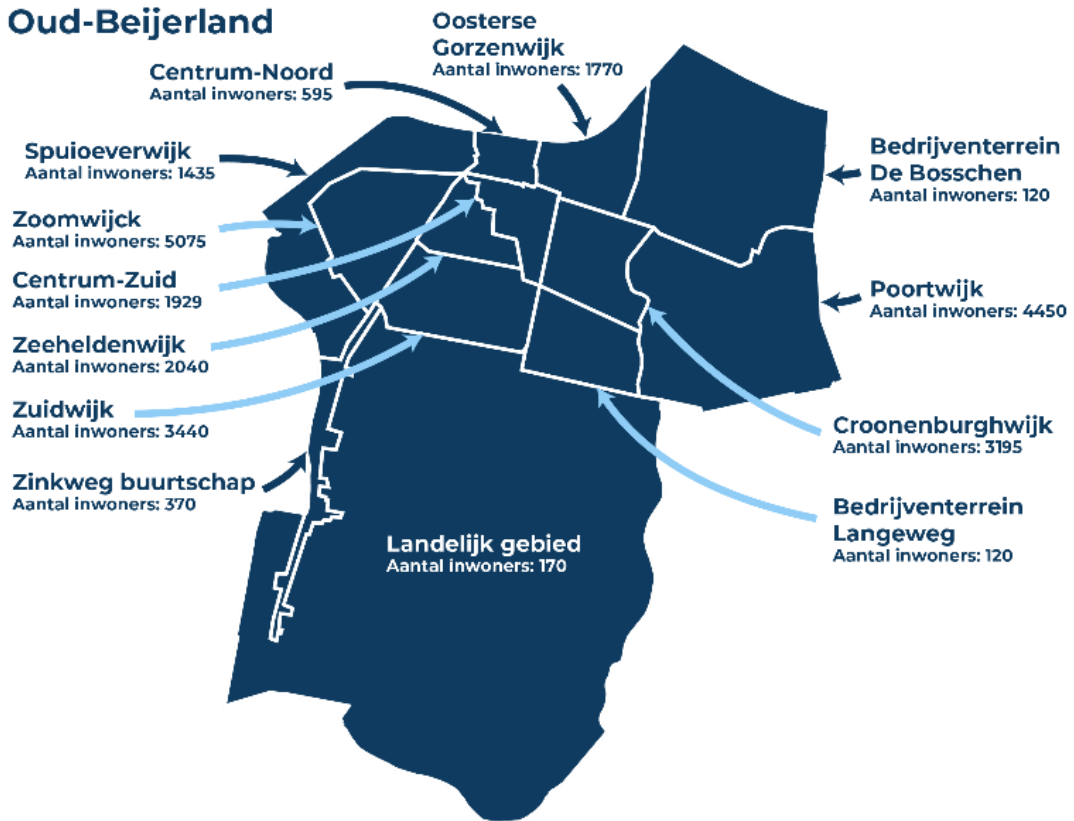 Oud-Beijerland
Oosterse
Gorzenwijk
Aantal inwoners: 1770
Centrum-Noord
Aantal inwoners: 595
Spuioeverwijk
Aantal inwoners: 1435
Zoomwijck
Aantal inwoners: 5075
Centrum-Zuid
Aantal inwoners: 1929
Zeeheldenwijk
Aantal inwoners: 2040
Zuidwijk
Aantal inwoners: 3440
Zinkweg buurtschap
Aantal inwoners: 370
Bedrijventerrein
De Bosschen
Aantal inwoners: 120
Poortwijk
Aantal inwoners: 4450
Croonenburghwijk
Aantal inwoners: 3195
Bedrijventerrein
Langeweg
Aantal inwoners: 120
Landelijk gebied
Aantal inwoners: 170